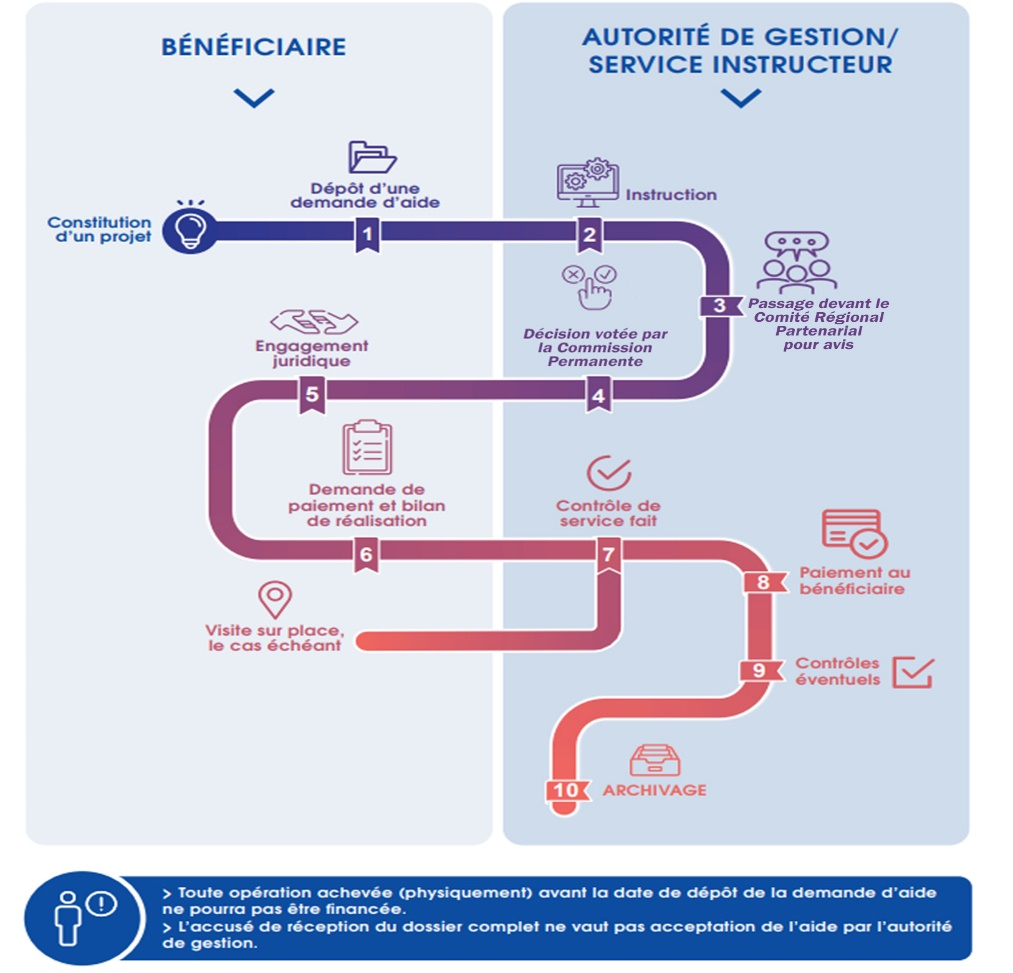 BÉNÉFICIAIRE
AUTORITÉ DE GESTION/
SERVICE INSTRUCTEUR
Constitution
d'un projet
Dépôt d'une
demande d'aide
1
2
Instruction
3
Passage devant le
Comité Régional
Partenarial
pour avis
Décision votée par
la Commission
Permanente
4
Engagement
juridique
5
Demande de
paiement et bilan
de réalisation
6
Contrôle de
service fait
7
Visite sur place,
le cas échéant
8
Paiement au
bénéficiaire
9
Contrôles
éventuels
10
ARCHIVAGE
> Toute opération achevée (physiquement) avant la date de dépôt de la demande d'aide
ne pourra pas être financée.
> L'accusé de réception du dossier complet ne vaut pas acceptation de l'aide par l'autorité
de gestion.